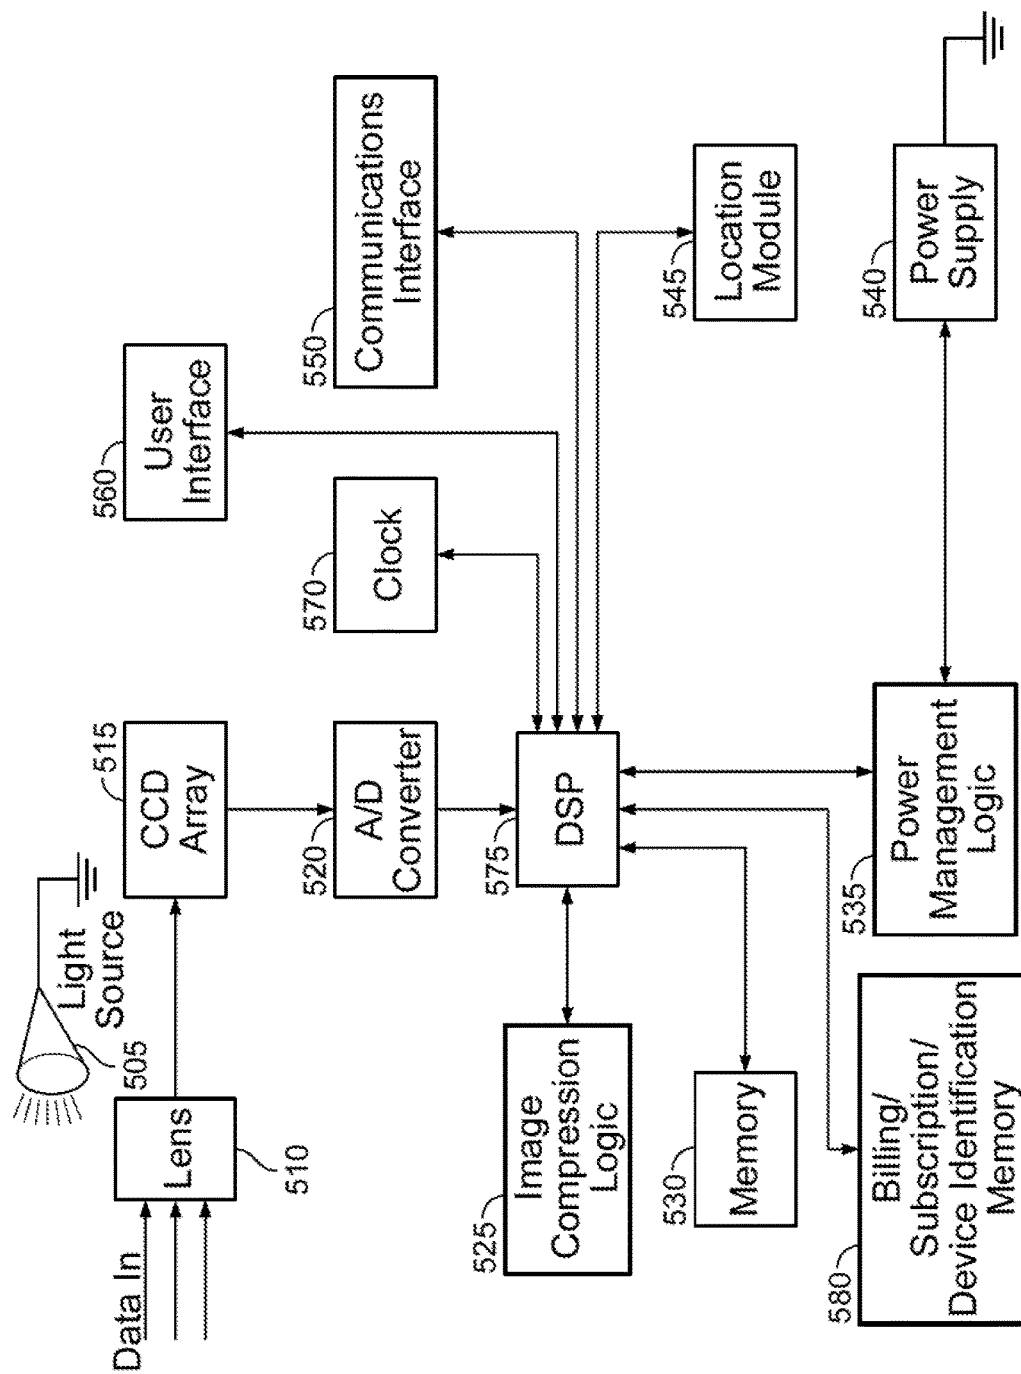 Data In
Lens
510
505
Light
Source
515
CCD
Array
520
A/D
Converter
575
DSP
570
Clock
560
User
Interface
550
Communications
Interface
545
Location
Module
525
Image
Compression
Logic
530
Memory
580
Billing/
Subscription/
Device Identification
Memory
535
Power
Management
Logic
540
Power
Supply